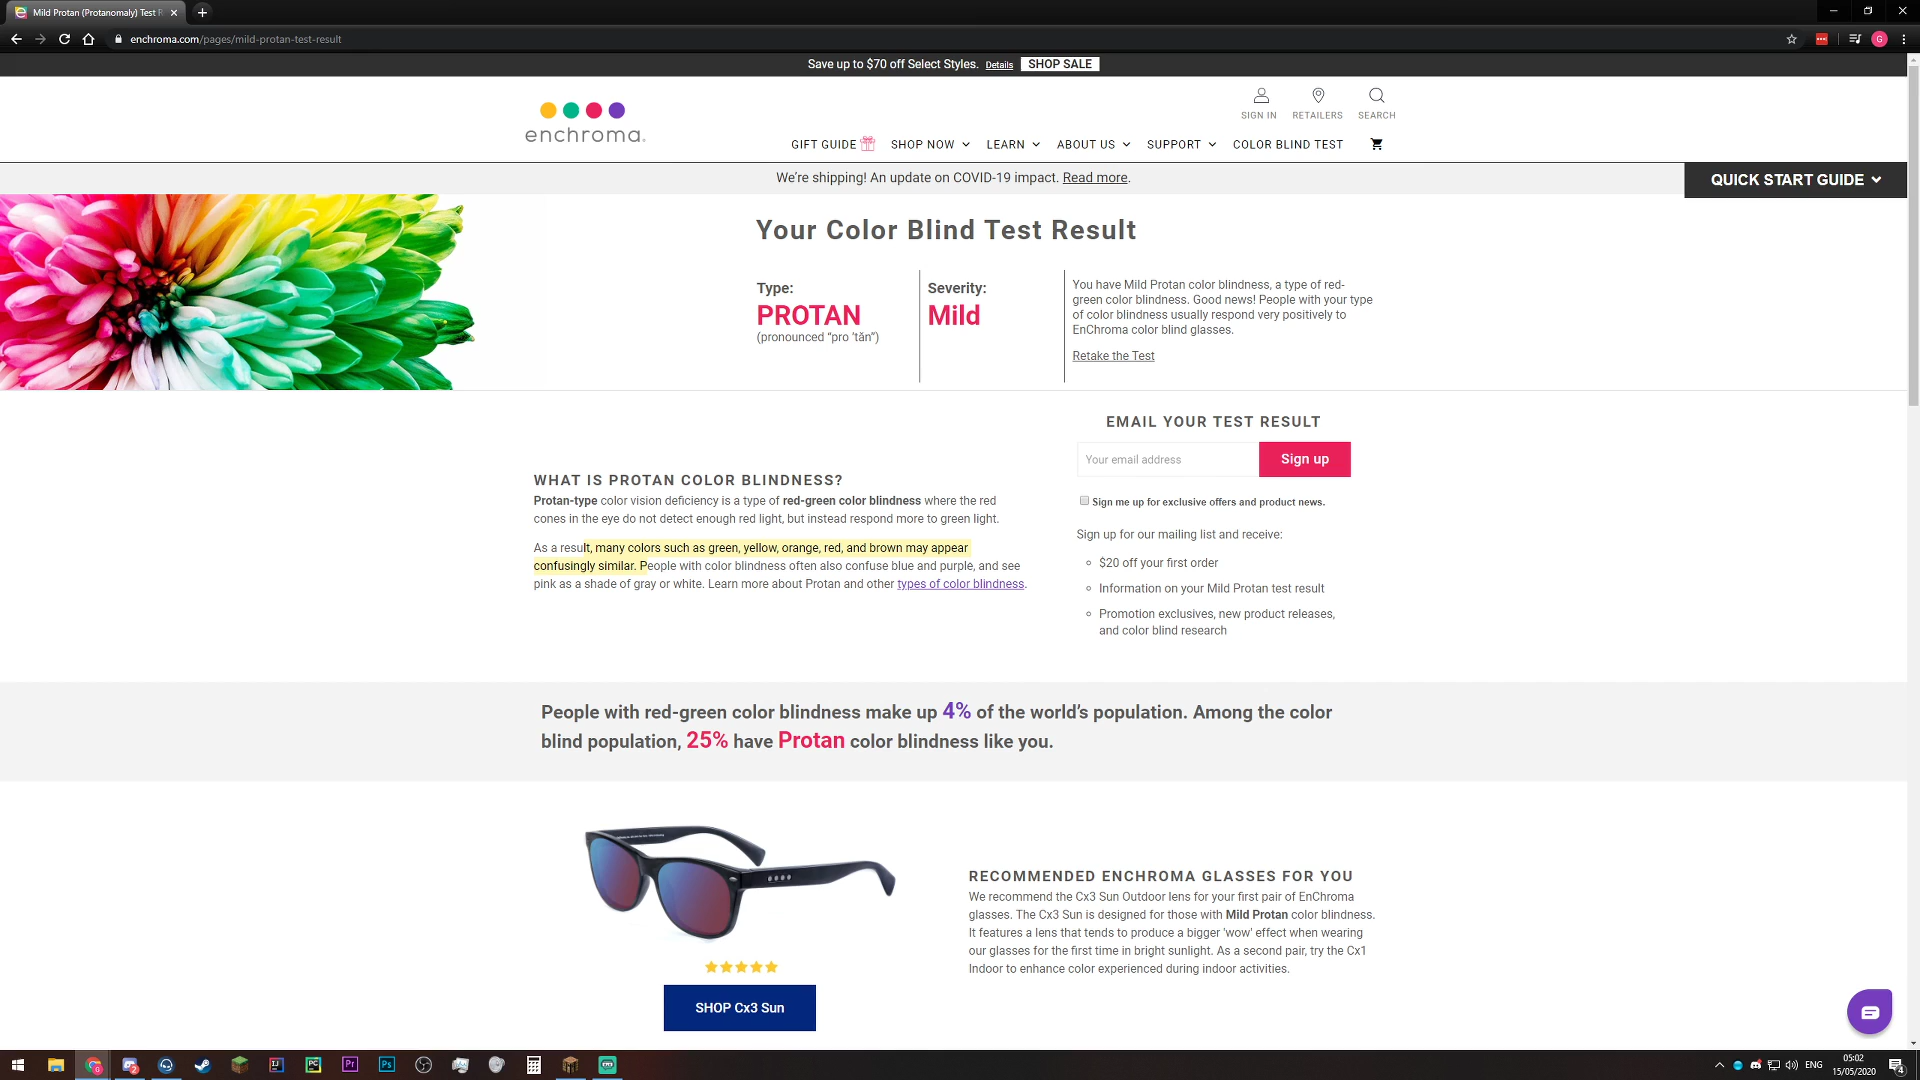 Mild Protan (Protanomaly) Test R
enchroma.com/pages/mild-protan-test-result
G
Save up to $70 off Select Styles. Details SHOP SALE
enchroma.
SIGN IN RETAILERS SEARCH
GIFT GUIDE SHOP NOW LEARN ABOUT US SUPPORT COLOR BLIND TEST
We’re shipping! An update on COVID-19 impact. Read more.
QUICK START GUIDE
Your Color Blind Test Result
Type:
PROTAN
(pronounced “pro ’tăn”)
Severity:
Mild
You have Mild Protan color blindness, a type of red-
green color blindness. Good news! People with your type
of color blindness usually respond very positively to
EnChroma color blind glasses.
Retake the Test
WHAT IS PROTAN COLOR BLINDNESS?
Protan-type color vision deficiency is a type of red-green color blindness where the red
cones in the eye do not detect enough red light, but instead respond more to green light.
As a result, many colors such as green, yellow, orange, red, and brown may appear
confusingly similar. People with color blindness often also confuse blue and purple, and see
pink as a shade of gray or white. Learn more about Protan and other types of color blindness.
EMAIL YOUR TEST RESULT
Your email address
Sign up
Sign me up for exclusive offers and product news.
Sign up for our mailing list and receive:
$20 off your first order
Information on your Mild Protan test result
Promotion exclusives, new product releases,
and color blind research
People with red-green color blindness make up 4% of the world’s population. Among the color
blind population, 25% have Protan color blindness like you.
SHOP Cx3 Sun
RECOMMENDED ENCHROMA GLASSES FOR YOU
We recommend the Cx3 Sun Outdoor lens for your first pair of EnChroma
glasses. The Cx3 Sun is designed for those with Mild Protan color blindness.
It features a lens that tends to produce a bigger 'wow' effect when wearing
our glasses for the first time in bright sunlight. As a second pair, try the Cx1
Indoor to enhance color experienced during indoor activities.
IJ PC Pr Ps
ENG
05:02
15/05/2020
4